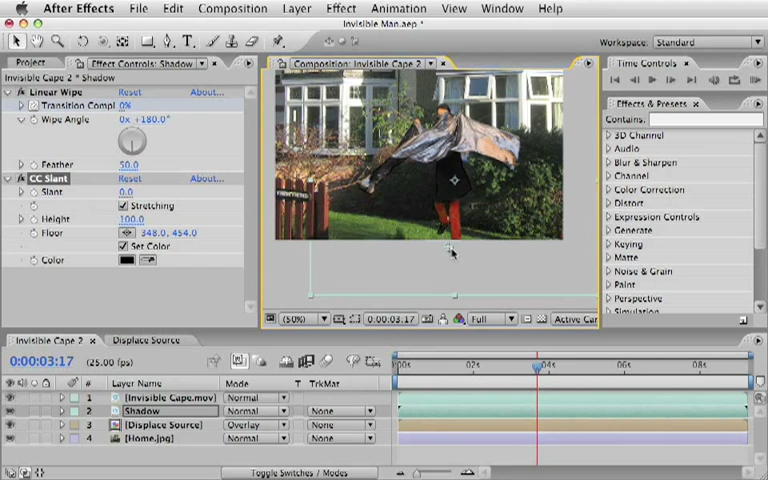 After Effects File Edit Composition Layer Effect Animation View Window Help
Invisible Man.aep *
Workspace: Standard
Project Effect Controls: Shadow Composition: Invisible Cape 2 Time Controls
Invisible Cape 2 * Shadow
Linear Wipe Reset About...
Transition Compl 0%
Wipe Angle 0x +180.0°
Feather 50.0
CC Slant Reset About...
Slant 0.0
Stretching
Height 100.0
Floor 348.0, 454.0
Set Color
Color
Effects & Presets
Contains:
3D Channel
Audio
Blur & Sharpen
Channel
Color Correction
Distort
Expression Controls
Generate
Keying
Matte
Noise & Grain
Paint
Perspective
Simulation
(50%) 0:00:03:17 Full Active Car
Invisible Cape 2 Displace Source
0:00:03:17 (25.00 fps)
:00s 02s 04s 06s 08s
# Layer Name Mode T TrkMat
1 [Invisible Cape.mov] Normal
2 Shadow Normal None
3 [Displace Source] Overlay None
4 [Home.jpg] Normal None
Toggle Switches / Modes